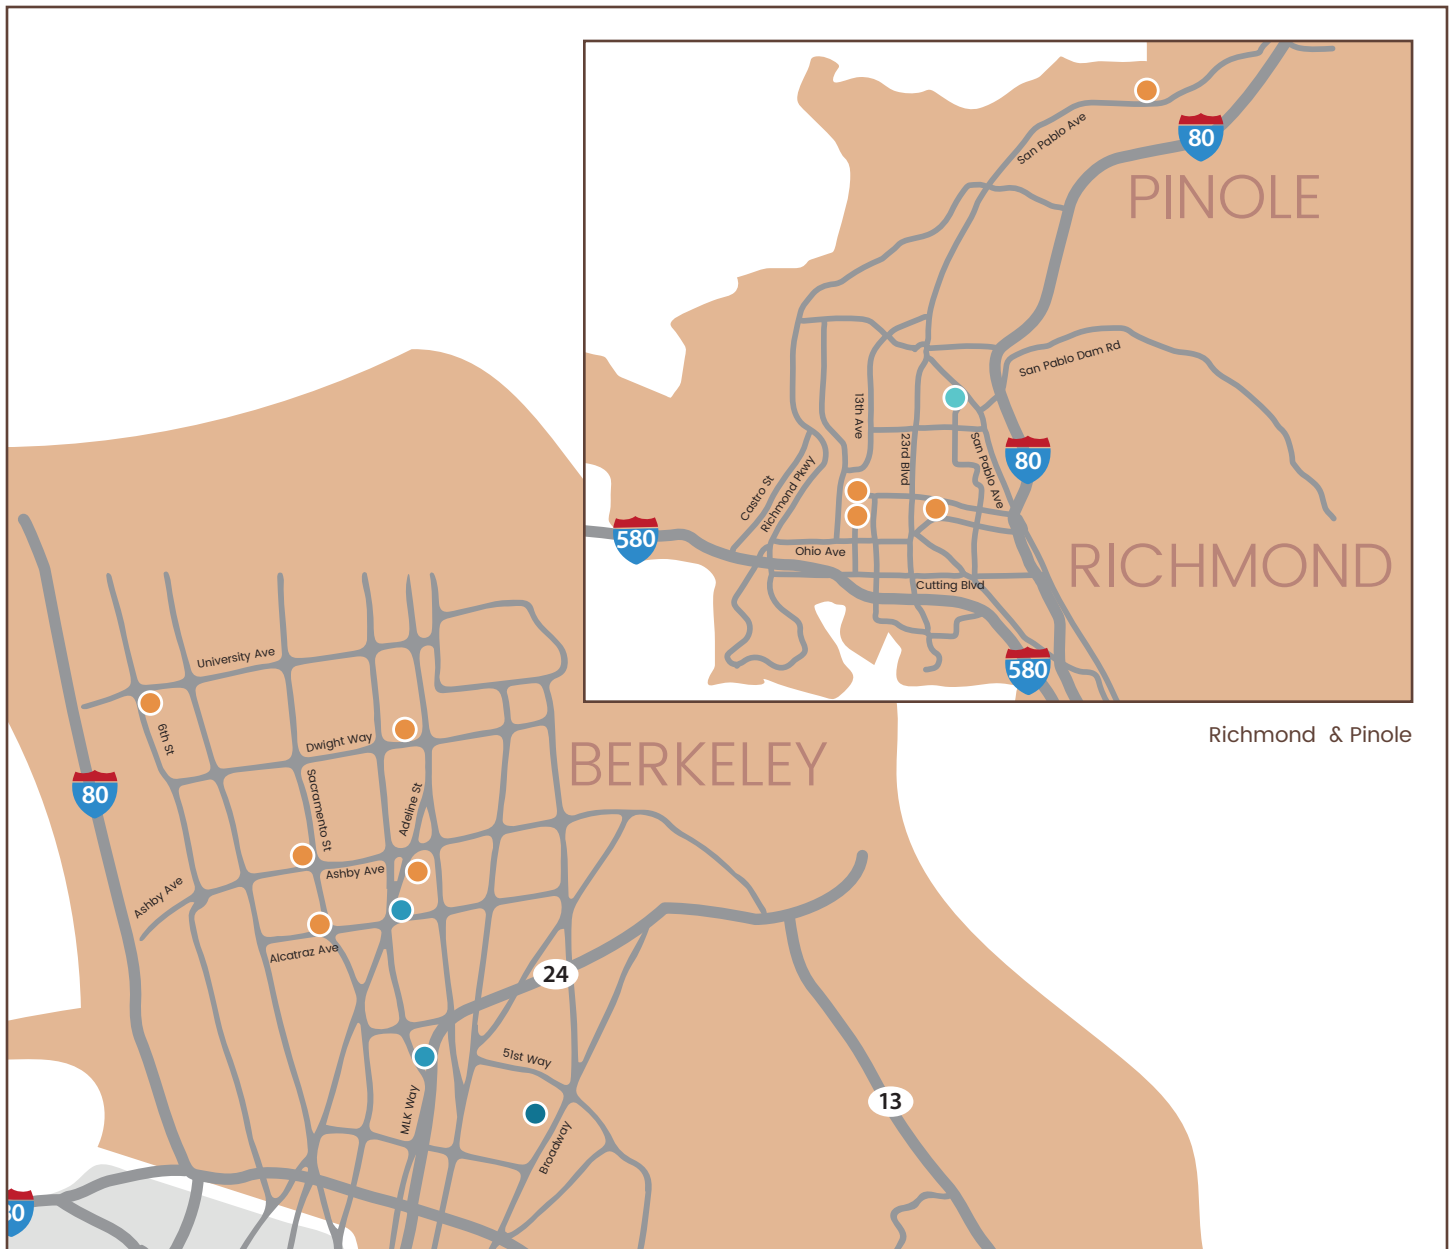 San Pablo Ave
80
PINOLE
San Pablo Dam Rd
13th Ave
23rd Blvd
San Pablo Ave
80
Castro St
Richmond Pkwy
580
Ohio Ave
RICHMOND
Cutting Blvd
580
Richmond & Pinole
University Ave
6th St
Dwight Way
BERKELEY
80
Sacramento St
Adeline St
Ashby Ave
Ashby Ave
Alcatraz Ave
24
51st Way
MLK Way
13
Broadway
80